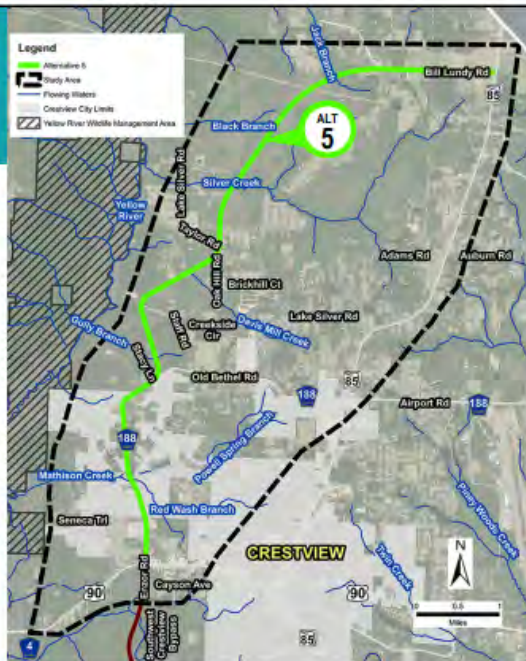 Legend
Alternative 5
Study Area
Flowing Waters
Crestview City Limits
Yellow River Wildlife Management Area
Jack Branch
Bill Lundy Rd
85
Black Branch
ALT
5
Lake Silver Rd
Silver Creek
Yellow
River
Taylor Rd
Oak Hill Rd
Adams Rd
Auburn Rd
Brickhill Ct
Gully Branch
Staff Rd
Creekside
Cir
Davis Mill Creek
Lake Silver Rd
Stacy Ln
Old Bethel Rd
85
188
Airport Rd
188
188
Powell Spring Branch
Mathison Creek
Red Wash Branch
Seneca Trl
Piney Woods Creek
CRESTVIEW
Twin Creek
N
Enzor Rd
Cayson Ave
90
90
0 0.5 1
Miles
4
Southwest
Crestview
Bypass
85